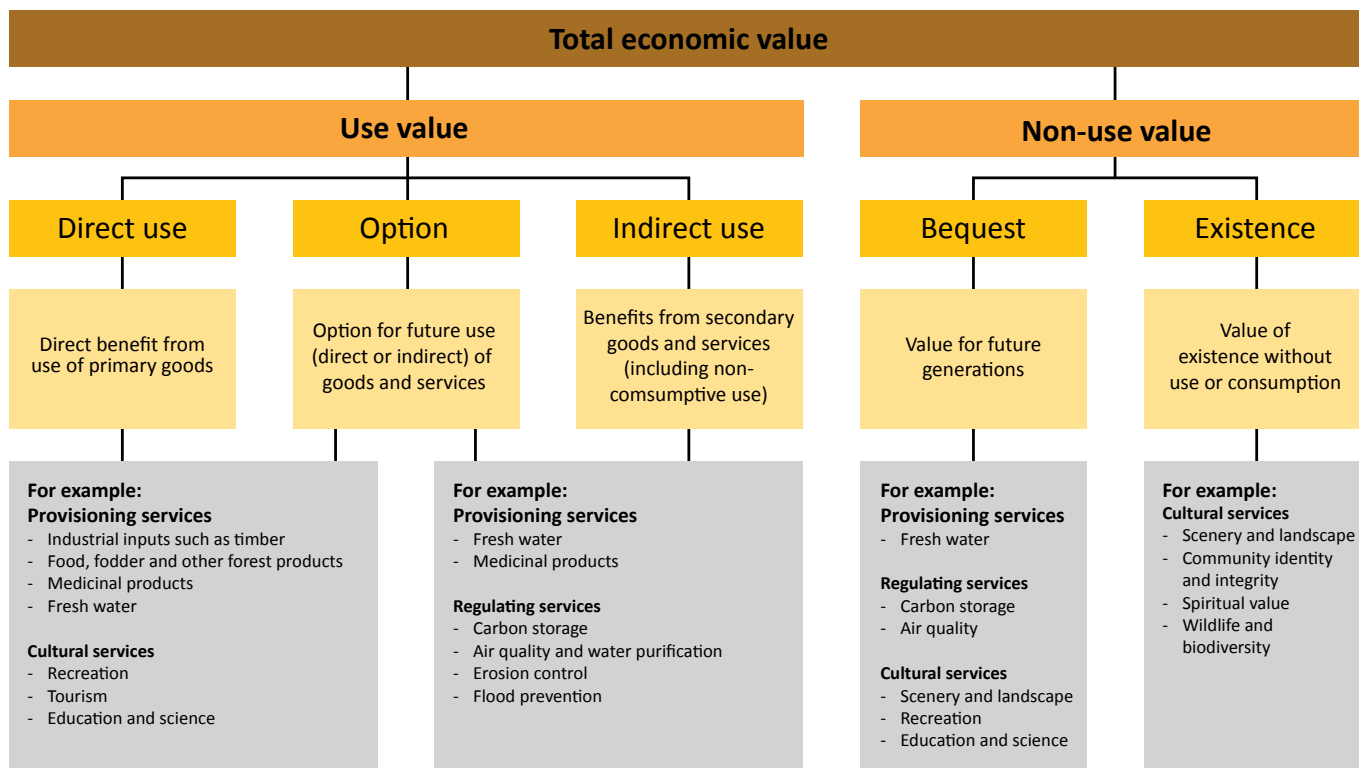 Total economic value
Use value
Non-use value
Direct use
Option
Indirect use
Bequest
Existence
Direct benefit from
use of primary goods
Option for future use
(direct or indirect) of
goods and services
Benefits from secondary
goods and services
(including non-
comsumptive use)
Value for future
generations
Value of
existence without
use or consumption
For example:
Provisioning services
- Industrial inputs such as timber
- Food, fodder and other forest products
- Medicinal products
- Fresh water
Cultural services
- Recreation
- Tourism
- Education and science
For example:
Provisioning services
- Fresh water
- Medicinal products
Regulating services
- Carbon storage
- Air quality and water purification
- Erosion control
- Flood prevention
For example:
Provisioning services
- Fresh water
Regulating services
- Carbon storage
- Air quality
Cultural services
- Scenery and landscape
- Recreation
- Education and science
For example:
Cultural services
- Scenery and landscape
- Community identity
and integrity
- Spiritual value
- Wildlife and
biodiversity